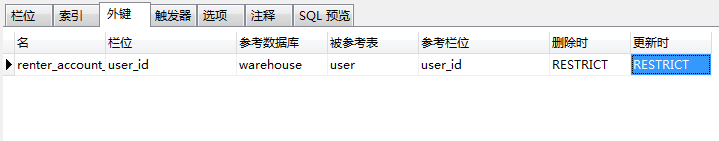 栏位 索引 外键 触发器 选项 注释 SQL 预览
名 栏位 参考数据库 被参考表 参考栏位 删除时 更新时
renter_account_ user_id warehouse user user_id RESTRICT RESTRICT